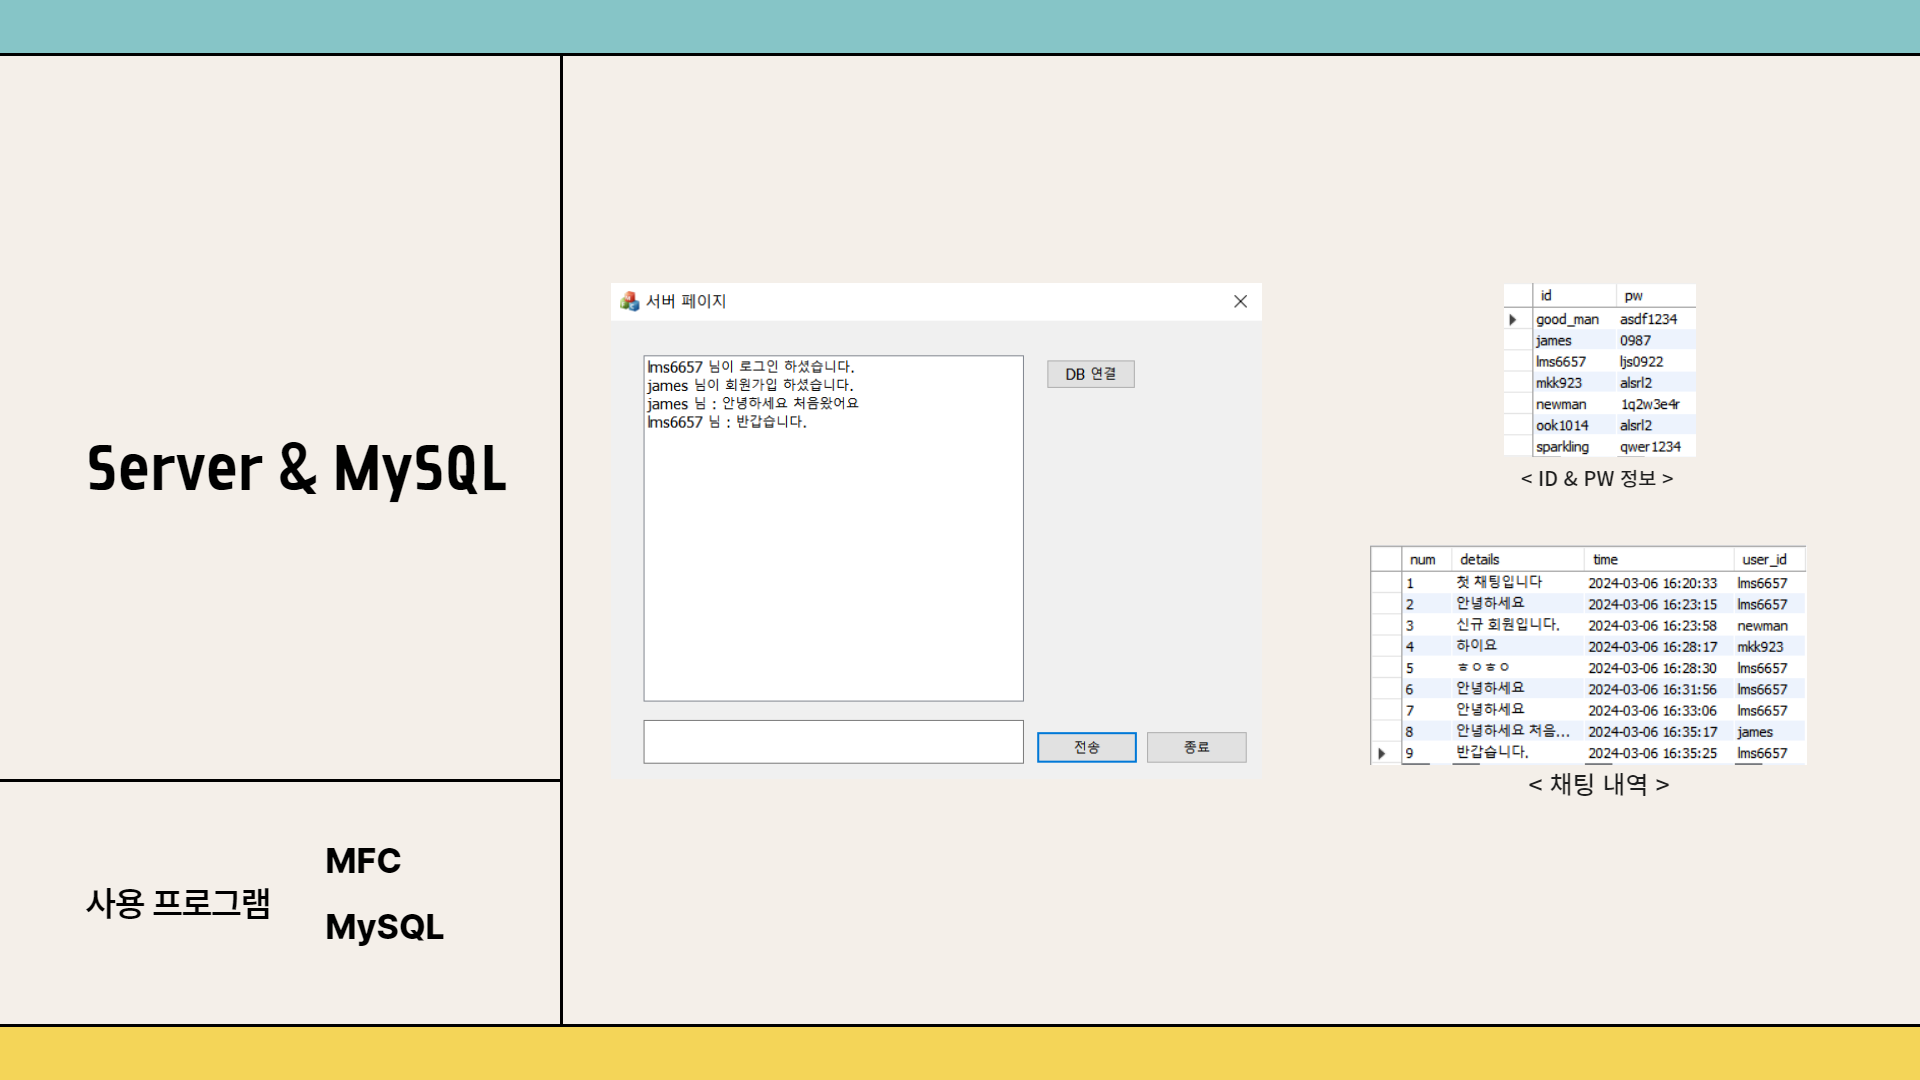 Server & MySQL
사용 프로그램
MFC
MySQL
서버 페이지
lms6657 님이 로그인 하셨습니다.
james 님이 회원가입 하셨습니다.
james 님 : 안녕하세요 처음왔어요
lms6657 님 : 반갑습니다.
DB 연결
전송 종료
id pw
good_man asdf1234
james 0987
lms6657 ljs0922
mkk923 alsrl2
newman 1q2w3e4r
ook1014 alsrl2
sparkling qwer1234
< ID & PW 정보 >
num details time user_id
1 첫 채팅입니다 2024-03-06 16:20:33 lms6657
2 안녕하세요 2024-03-06 16:23:15 lms6657
3 신규 회원입니다. 2024-03-06 16:23:58 newman
4 하이요 2024-03-06 16:28:17 mkk923
5 ㅎㅇㅎㅇ 2024-03-06 16:28:30 lms6657
6 안녕하세요 2024-03-06 16:31:56 lms6657
7 안녕하세요 2024-03-06 16:33:06 lms6657
8 안녕하세요 처음... 2024-03-06 16:35:17 james
9 반갑습니다. 2024-03-06 16:35:25 lms6657
< 채팅 내역 >